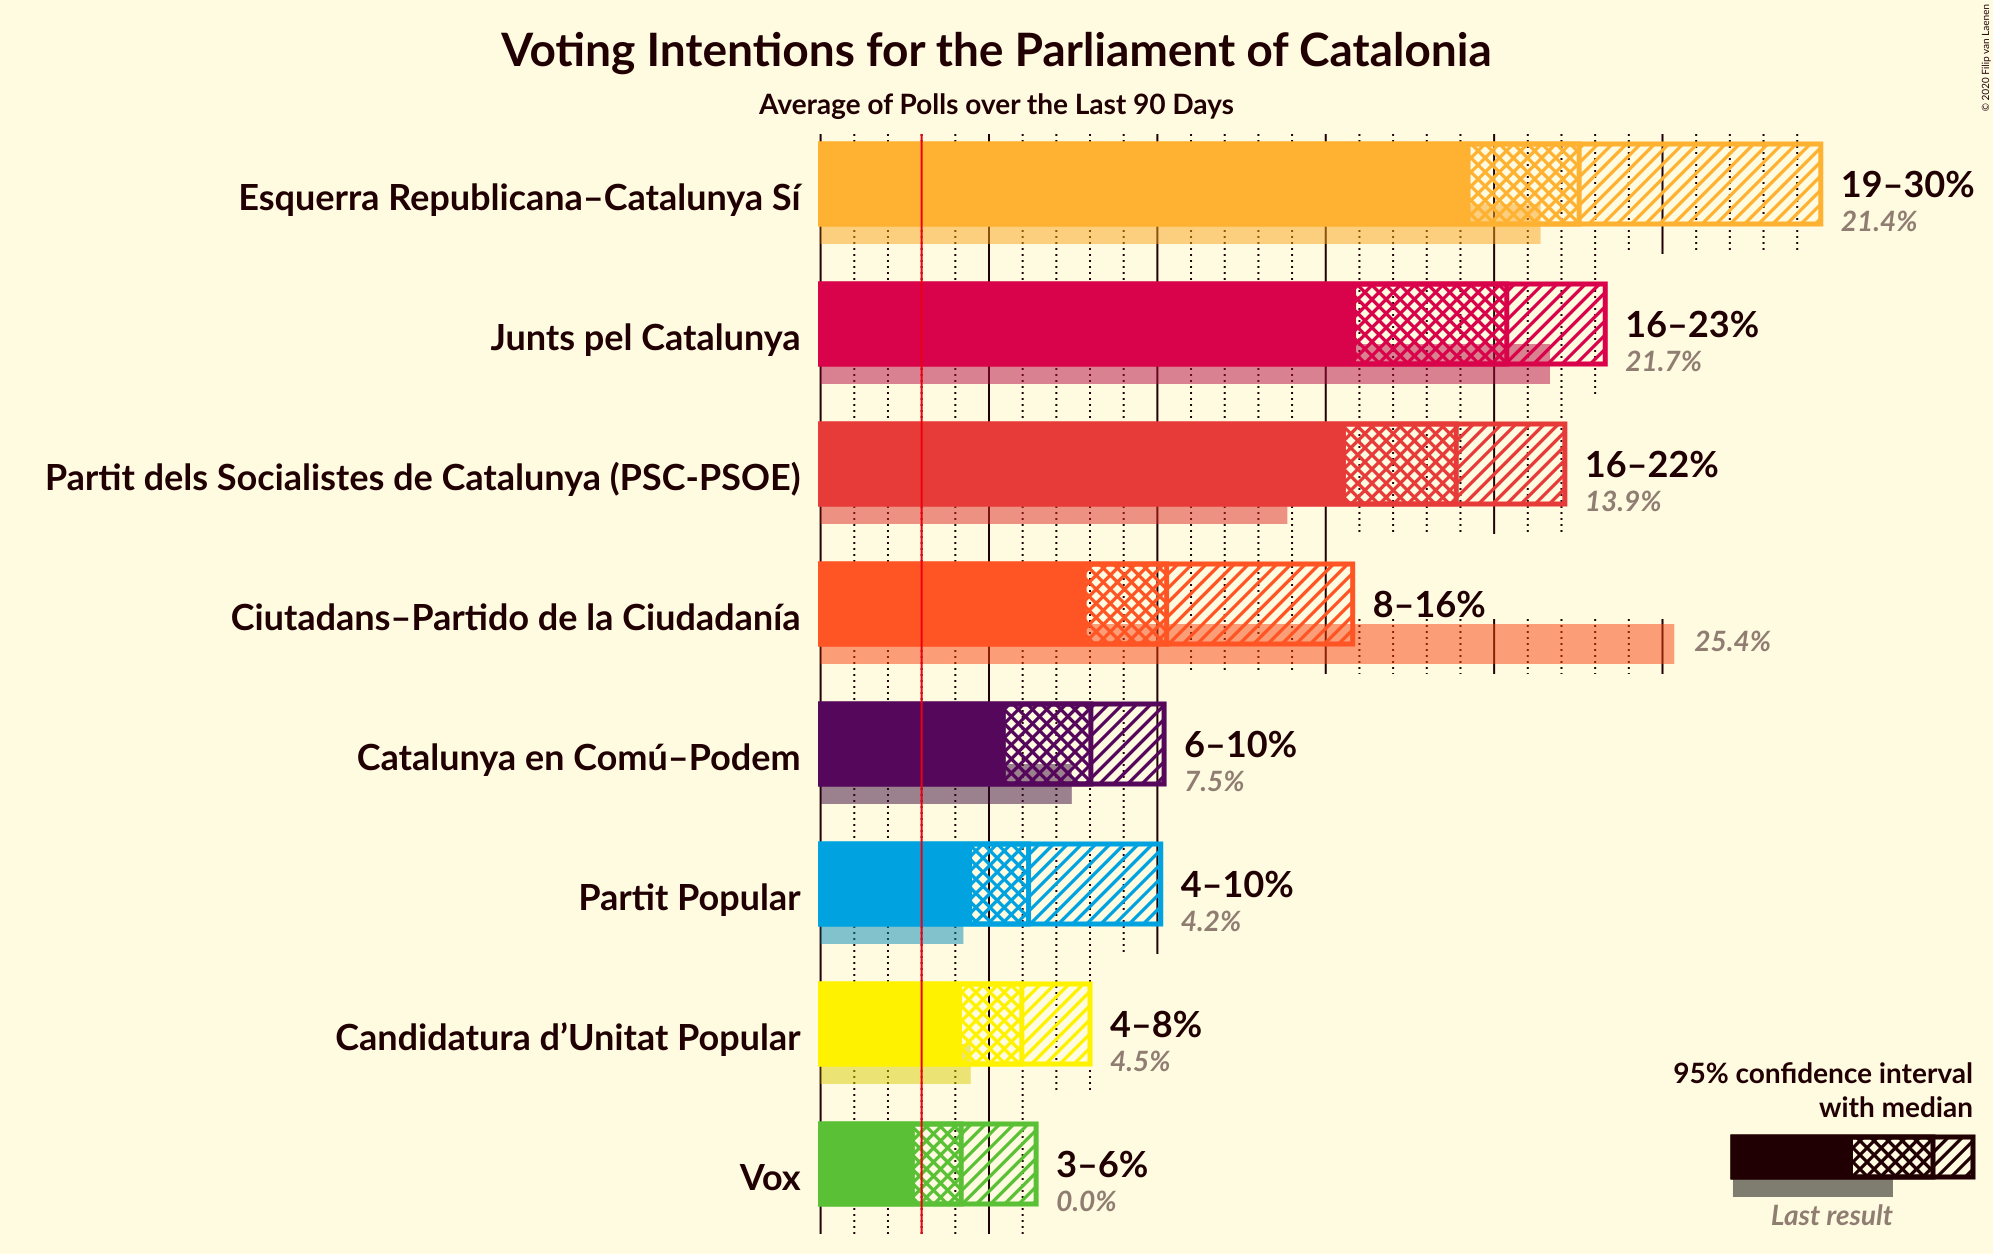 Voting Intentions for the Parliament of Catalonia
Average of Polls over the Last 90 Days
© 2020 Filip van Laenen
Esquerra Republicana–Catalunya Sí
19–30%
21.4%
Junts pel Catalunya
16–23%
21.7%
Partit dels Socialistes de Catalunya (PSC-PSOE)
16–22%
13.9%
Ciutadans–Partido de la Ciudadanía
8–16%
25.4%
Catalunya en Comú–Podem
6–10%
7.5%
Partit Popular
4–10%
4.2%
Candidatura d’Unitat Popular
4–8%
4.5%
Vox
3–6%
0.0%
95% confidence interval
with median
Last result